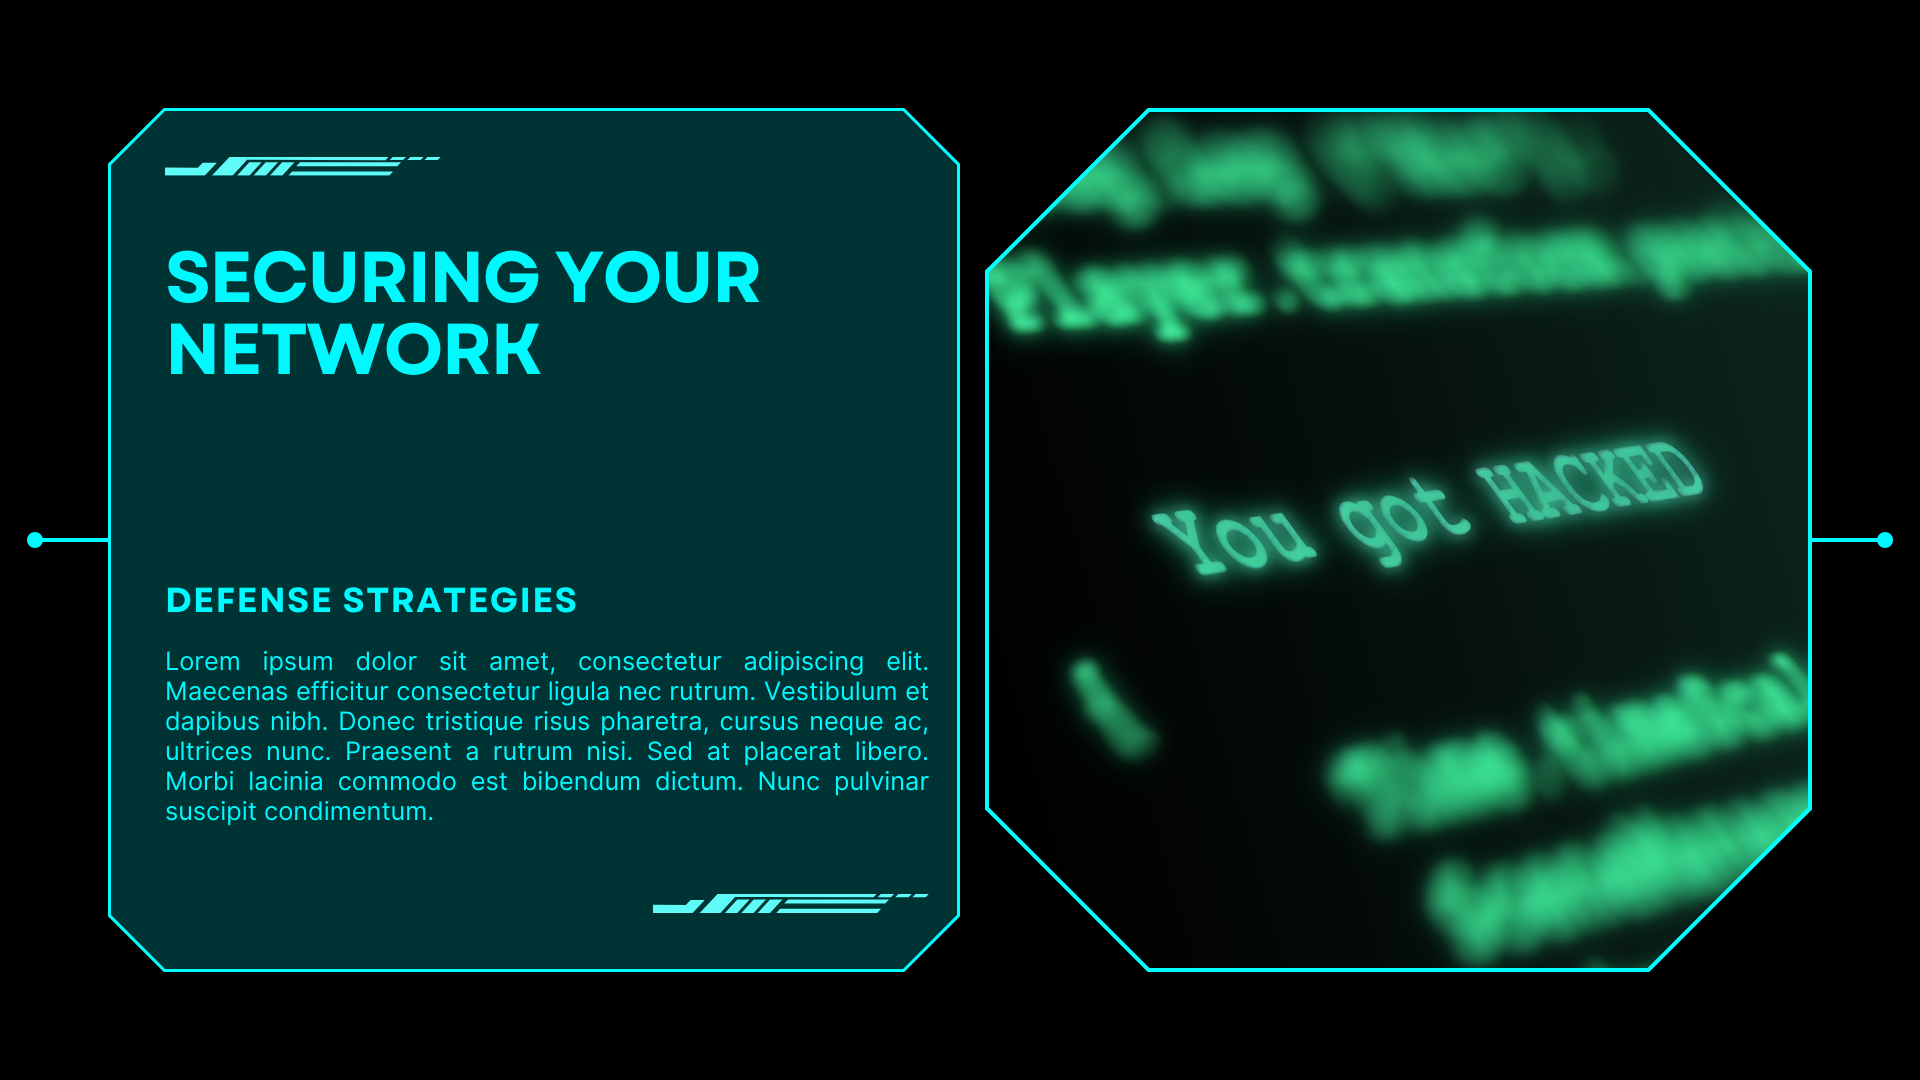 SECURING YOUR
NETWORK
DEFENSE STRATEGIES
Lorem ipsum dolor sit amet, consectetur adipiscing elit.
Maecenas efficitur consectetur ligula nec rutrum. Vestibulum et
dapibus nibh. Donec tristique risus pharetra, cursus neque ac,
ultrices nunc. Praesent a rutrum nisi. Sed at placerat libero.
Morbi lacinia commodo est bibendum dictum. Nunc pulvinar
suscipit condimentum.
You got HACKED